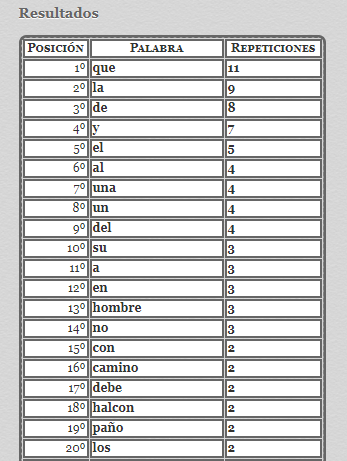 Resultados
Posición Palabra Repeticiones
1º que 11
2º la 9
3º de 8
4º y 7
5º el 5
6º al 4
7º una 4
8º un 4
9º del 4
10º su 3
11º a 3
12º en 3
13º hombre 3
14º no 3
15º con 2
16º camino 2
17º debe 2
18º halcon 2
19º paño 2
20º los 2